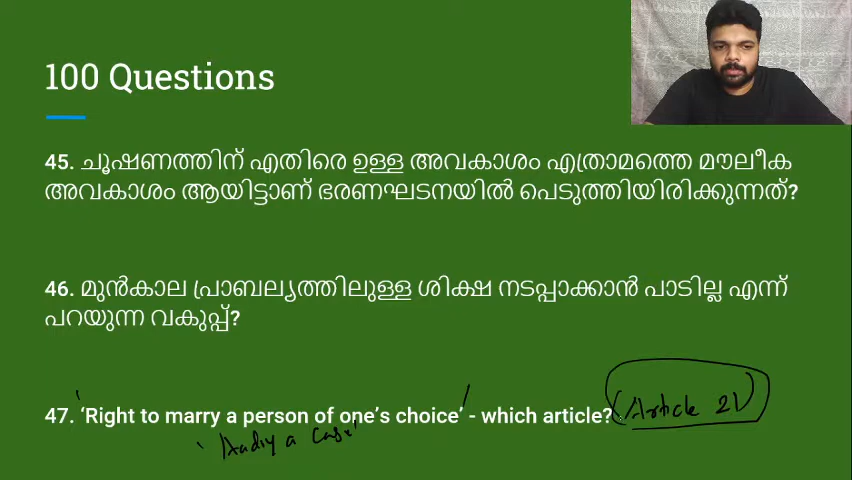 100 Questions
45. ചൂഷണത്തിന് എതിരെ ഉള്ള അവകാശം എത്രാമത്തെ മൗലീക
അവകാശം ആയിട്ടാണ് ഭരണഘടനയിൽ പെടുത്തിയിരിക്കുന്നത്?
46. മുൻകാല പ്രാബല്യത്തിലുള്ള ശിക്ഷ നടപ്പാക്കാൻ പാടില്ല എന്ന്
പറയുന്ന വകുപ്പ്?
47. ‘Right to marry a person of one’s choice’ - which article? (Article 21)
‘Hadiya Case’